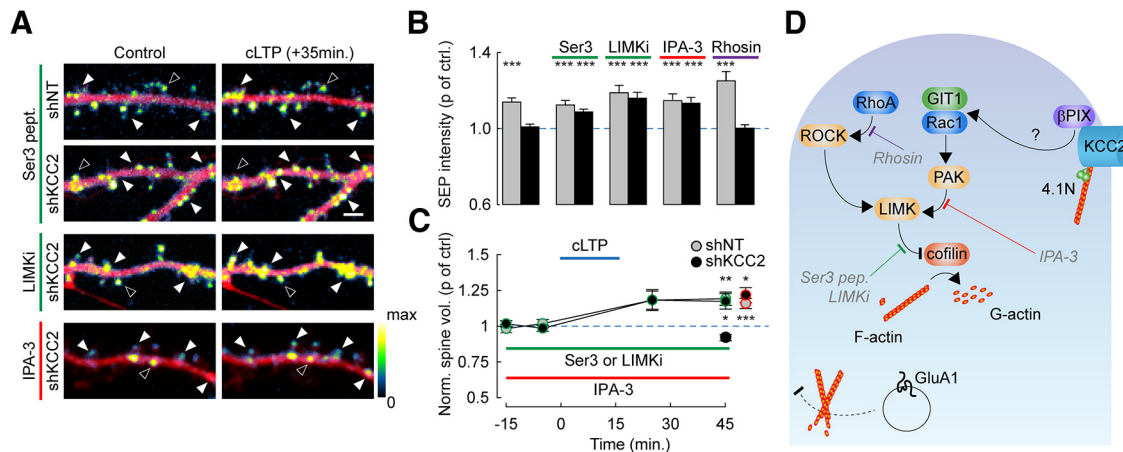 A
Control
cLTP (+35min.)
Ser3 pept.
shNT
shKCC2
LIMKi
shKCC2
IPA-3
shKCC2
max
0
B
SEP intensity (p of ctrl.)
1.4
1.0
0.6
Ser3
LIMKi
IPA-3
Rhosin
***
*** ***
*** ***
*** ***
***
C
Norm. spine vol. (p of ctrl)
1.5
1.25
1
0.75
0.5
cLTP
shNT
shKCC2
** *
* ***
Ser3 or LIMKi
IPA-3
-15 0 15 30 45
Time (min.)
D
RhoA
GIT1
Rac1
βPIX
ROCK
?
KCC2
Rhosin
PAK
4.1N
LIMK
cofilin
IPA-3
Ser3 pep.
LIMKi
F-actin
G-actin
GluA1